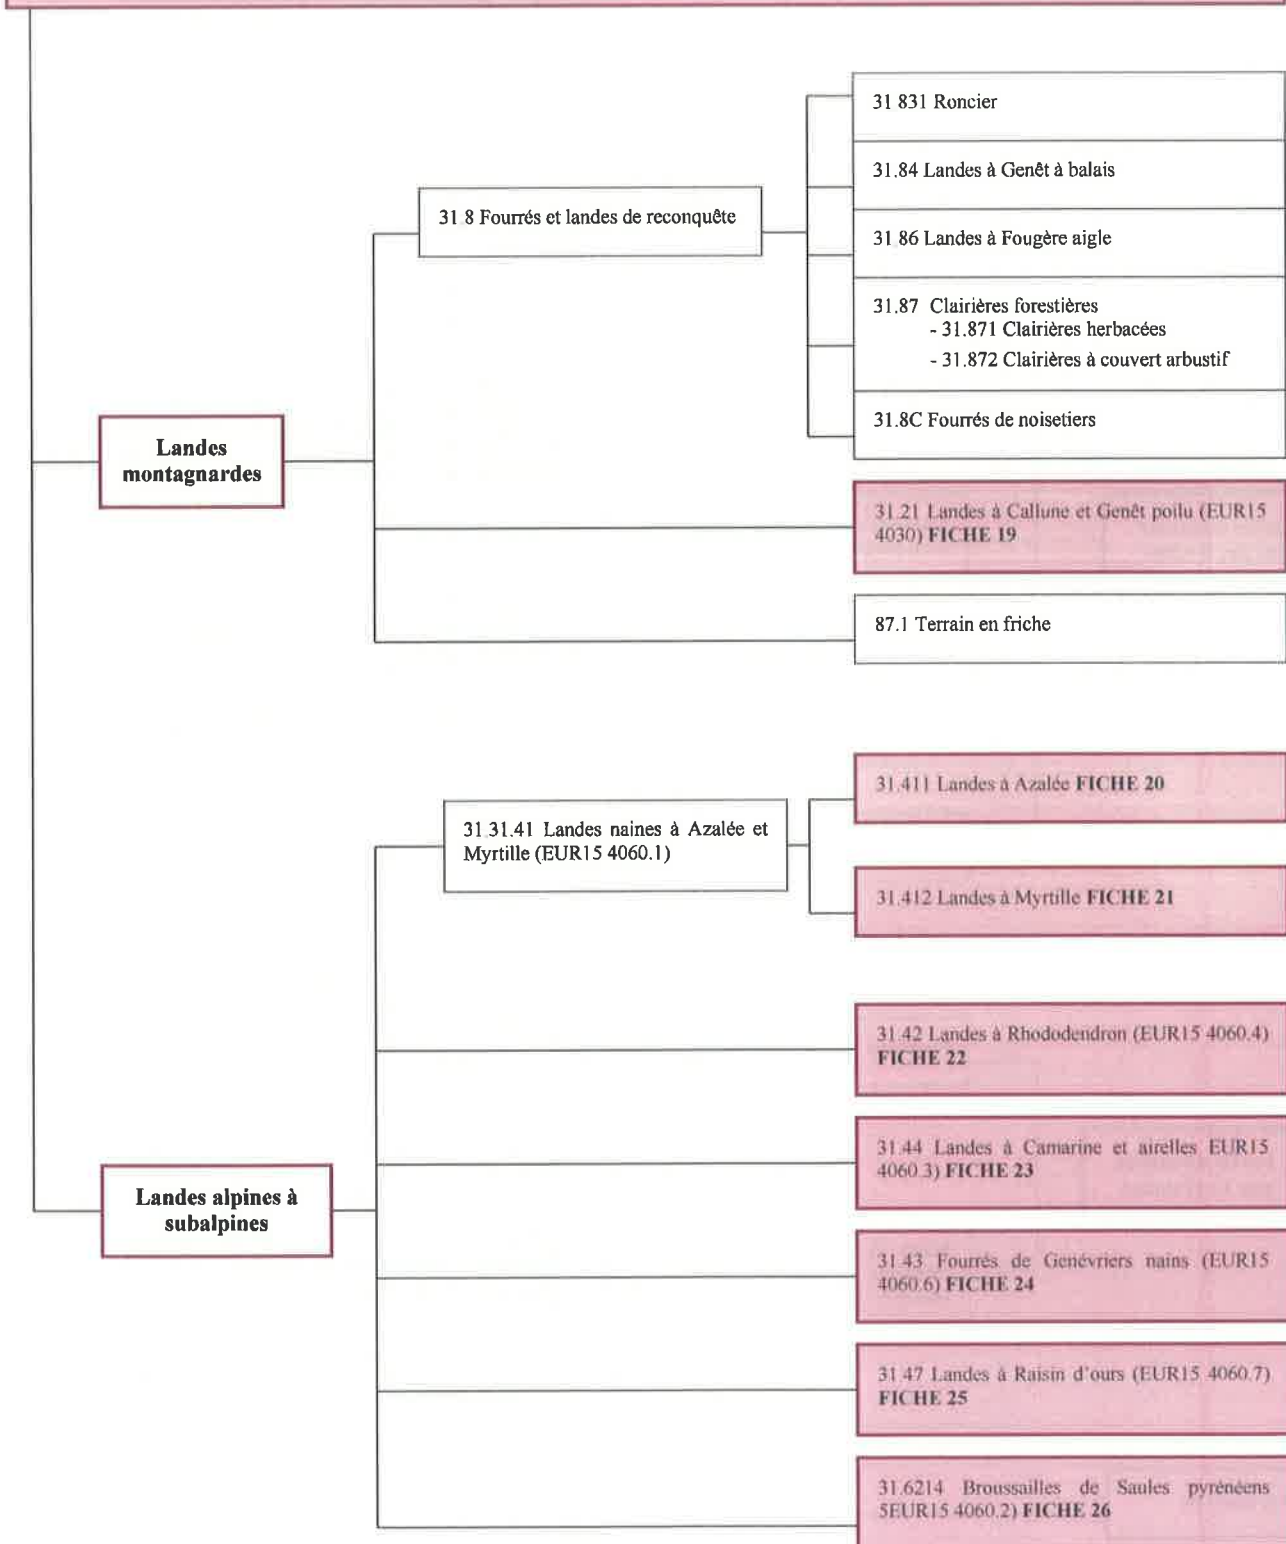 31 831 Roncier
31.84 Landes à Genêt à balais
31 8 Fourrés et landes de reconquête
31 86 Landes à Fougère aigle
31.87 Clairières forestières
- 31.871 Clairières herbacées
- 31.872 Clairières à couvert arbustif
31.8C Fourrés de noisetiers
Landes
montagnardes
31.21 Landes à Callune et Genêt poilu (EUR15
4030) FICHE 19
87.1 Terrain en friche
31.411 Landes à Azalée FICHE 20
31 31.41 Landes naines à Azalée et
Myrtille (EUR15 4060.1)
31.412 Landes à Myrtille FICHE 21
31.42 Landes à Rhododendron (EUR15 4060.4)
FICHE 22
31.44 Landes à Camarine et airelles EUR15
4060.3) FICHE 23
Landes alpines à
subalpines
31.43 Fourrés de Genévriers nains (EUR15
4060.6) FICHE 24
31.47 Landes à Raisin d'ours (EUR15 4060.7)
FICHE 25
31.6214 Broussailles de Saules pyrénéens
5EUR15 4060.2) FICHE 26